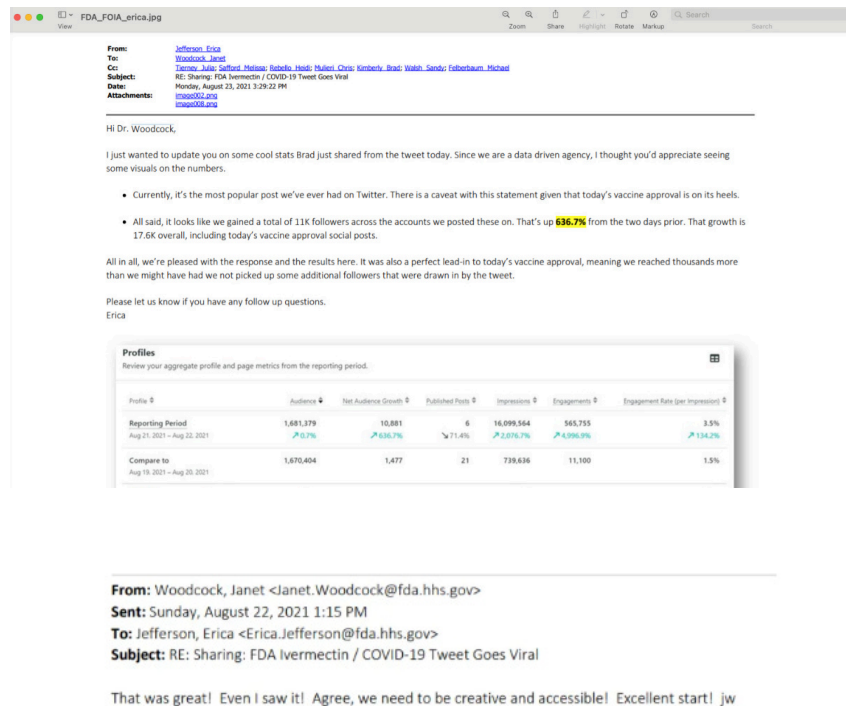 FDA_FOIA_erica.jpg
Search
View
Zoom
Share
Highlight
Rotate
Markup
Search
From: Jefferson, Erica
To: Woodcock, Janet
Cc: Tierney, Julia; Safford, Melissa; Rebello, Heidi; Mulieri, Chris; Kimberly, Brad; Walsh, Sandy; Felberbaum, Michael
Subject: RE: Sharing: FDA Ivermectin / COVID-19 Tweet Goes Viral
Date: Monday, August 23, 2021 3:29:22 PM
Attachments: image002.png
image008.png
Hi Dr. Woodcock,
I just wanted to update you on some cool stats Brad just shared from the tweet today. Since we are a data driven agency, I thought you'd appreciate seeing
some visuals on the numbers.
• Currently, it's the most popular post we've ever had on Twitter. There is a caveat with this statement given that today's vaccine approval is on its heels.
• All said, it looks like we gained a total of 11K followers across the accounts we posted these on. That's up 636.7% from the two days prior. That growth is
17.6K overall, including today's vaccine approval social posts.
All in all, we're pleased with the response and the results here. It was also a perfect lead-in to today's vaccine approval, meaning we reached thousands more
than we might have had we not picked up some additional followers that were drawn in by the tweet.
Please let us know if you have any follow up questions.
Erica
Profiles
Review your aggregate profile and page metrics from the reporting period.
Profile Audience Net Audience Growth Published Posts Impressions Engagements Engagement Rate (per Impression)
Reporting Period 1,681,379 10,881 6 16,099,564 565,755 3.5%
Aug 21, 2021 – Aug 22, 2021 ↗0.7% ↗636.7% ↘71.4% ↗2,076.7% ↗4,996.9% ↗134.2%
Compare to 1,670,404 1,477 21 739,636 11,100 1.5%
Aug 19, 2021 – Aug 20, 2021
From: Woodcock, Janet <Janet.Woodcock@fda.hhs.gov>
Sent: Sunday, August 22, 2021 1:15 PM
To: Jefferson, Erica <Erica.Jefferson@fda.hhs.gov>
Subject: RE: Sharing: FDA Ivermectin / COVID-19 Tweet Goes Viral
That was great! Even I saw it! Agree, we need to be creative and accessible! Excellent start! jw